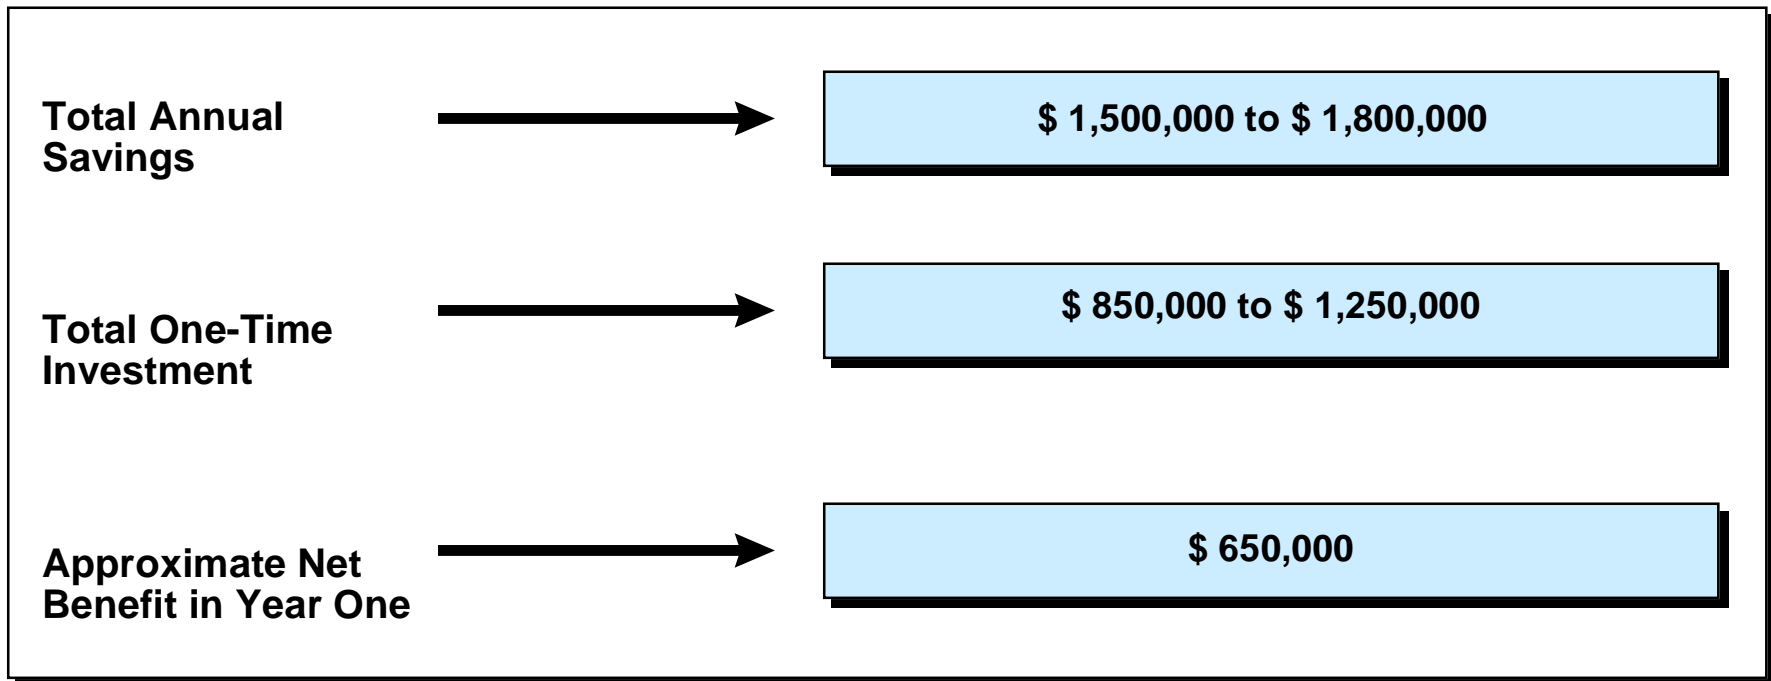 Total Annual
Savings
$ 1,500,000 to $ 1,800,000
Total One-Time
Investment
$ 850,000 to $ 1,250,000
Approximate Net
Benefit in Year One
$ 650,000